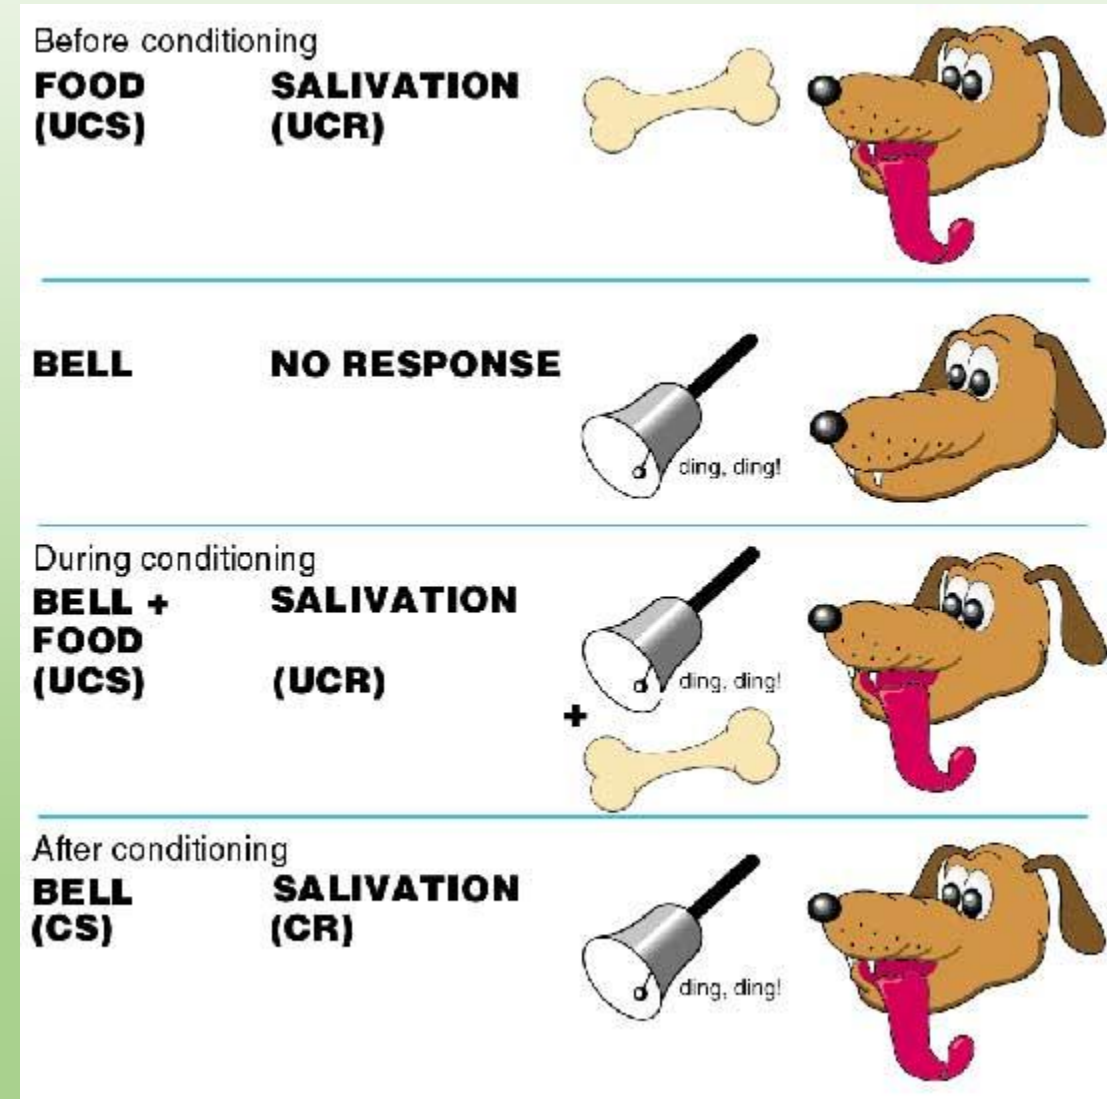 Before conditioning
FOOD SALIVATION
(UCS) (UCR)
BELL NO RESPONSE
ding, ding!
During conditioning
BELL + SALIVATION
FOOD
(UCS) (UCR)
ding, ding!
+
After conditioning
BELL SALIVATION
(CS) (CR)
ding, ding!